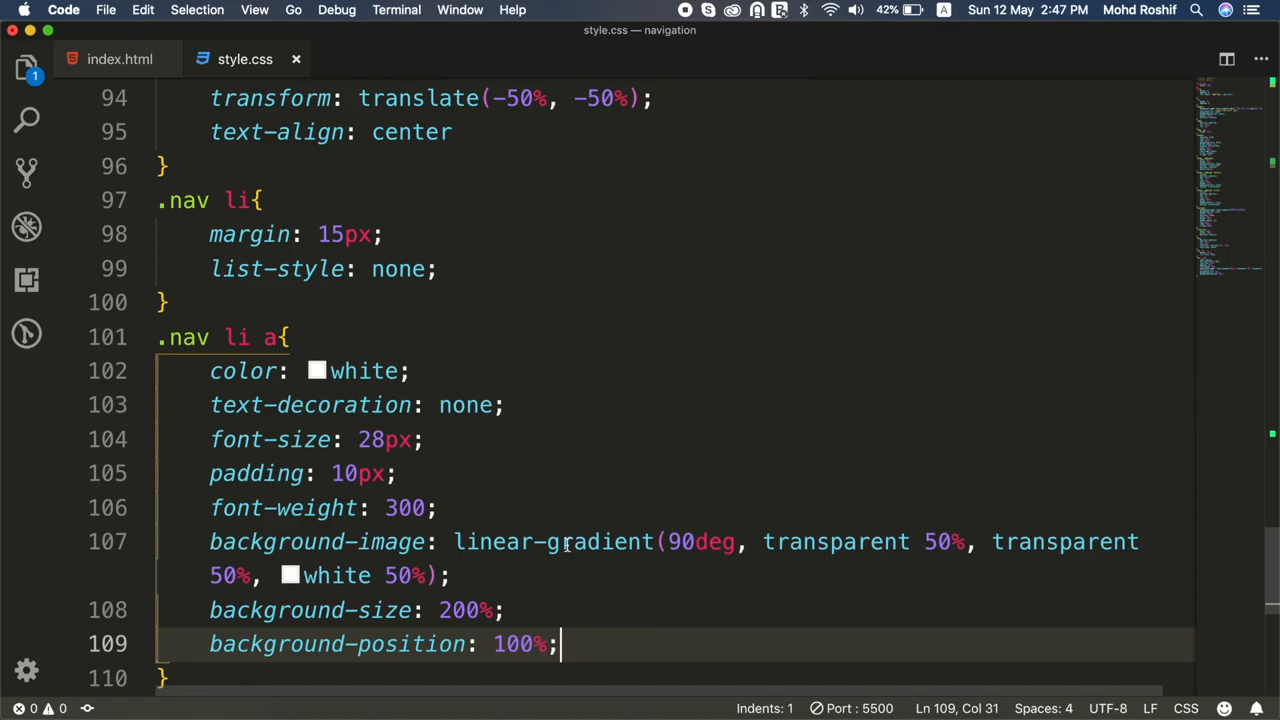 Code File Edit Selection View Go Debug Terminal Window Help 42% A Sun 12 May 2:47 PM Mohd Roshif
style.css — navigation
index.html style.css
1
94 transform: translate(-50%, -50%);
95 text-align: center
96 }
97 .nav li{
98 margin: 15px;
99 list-style: none;
100 }
101 .nav li a{
102 color: white;
103 text-decoration: none;
104 font-size: 28px;
105 padding: 10px;
106 font-weight: 300;
107 background-image: linear-gradient(90deg, transparent 50%, transparent
50%, white 50%);
108 background-size: 200%;
109 background-position: 100%;
110 }
0 0 Indents: 1 Port : 5500 Ln 109, Col 31 Spaces: 4 UTF-8 LF CSS